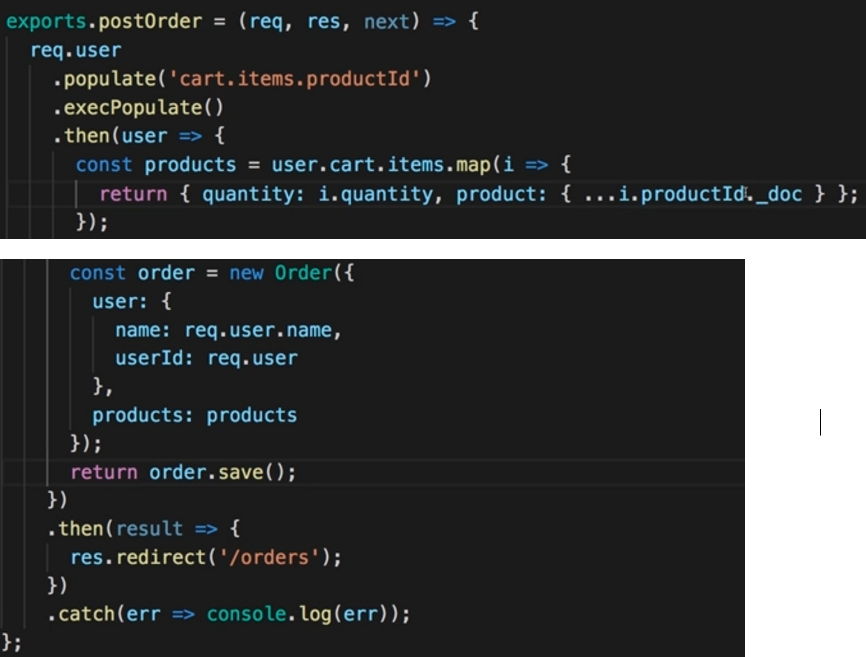 exports.postOrder = (req, res, next) => {
  req.user
    .populate('cart.items.productId')
    .execPopulate()
    .then(user => {
      const products = user.cart.items.map(i => {
        return { quantity: i.quantity, product: { ...i.productId._doc } };
      });
      const order = new Order({
        user: {
          name: req.user.name,
          userId: req.user
        },
        products: products
      });
      return order.save();
    })
    .then(result => {
      res.redirect('/orders');
    })
    .catch(err => console.log(err));
};